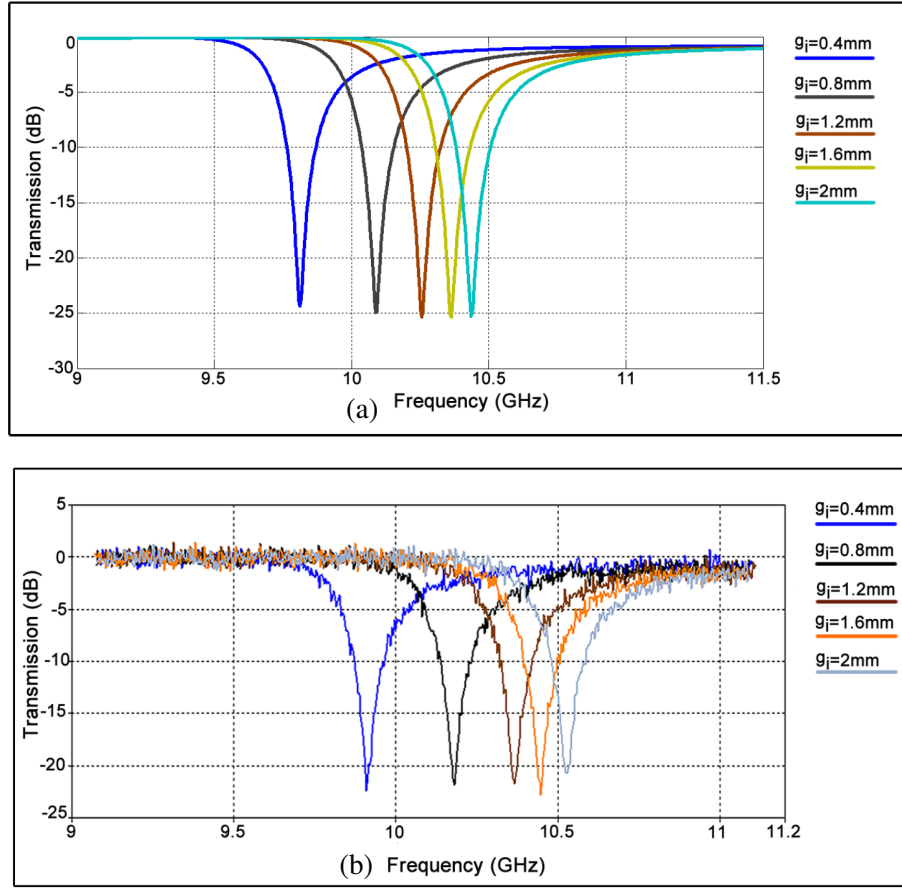 0
-5
-10
-15
-20
-25
-30
Transmission (dB)
9
9.5
10
10.5
11
11.5
(a) Frequency (GHz)
gi=0.4mm
gi=0.8mm
gi=1.2mm
gi=1.6mm
gi=2mm
5
0
-5
-10
-15
-20
-25
Transmission (dB)
9
9.5
10
10.5
11
11.2
(b) Frequency (GHz)
gi=0.4mm
gi=0.8mm
gi=1.2mm
gi=1.6mm
gi=2mm